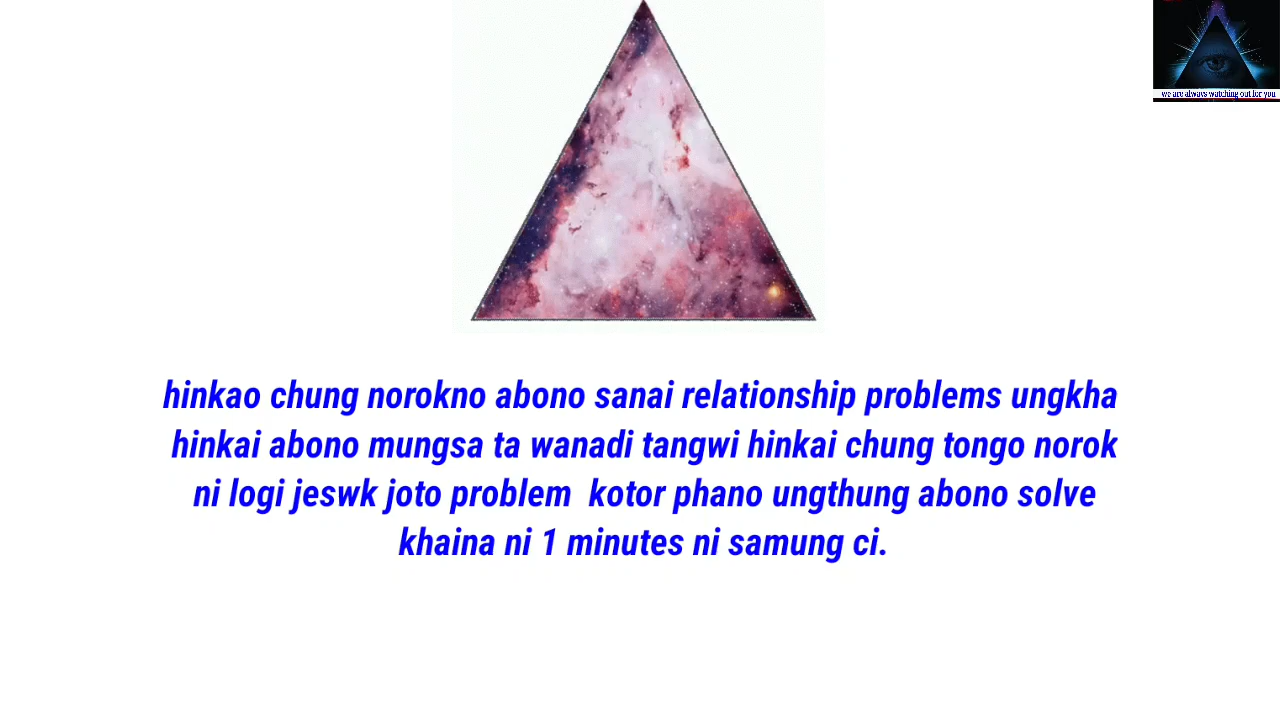 we are always watching out for you
hinkao chung norokno abono sanai relationship problems ungkha
hinkai abono mungsa ta wanadi tangwi hinkai chung tongo norok
ni logi jeswk joto problem kotor phano ungthung abono solve
khaina ni 1 minutes ni samung ci.